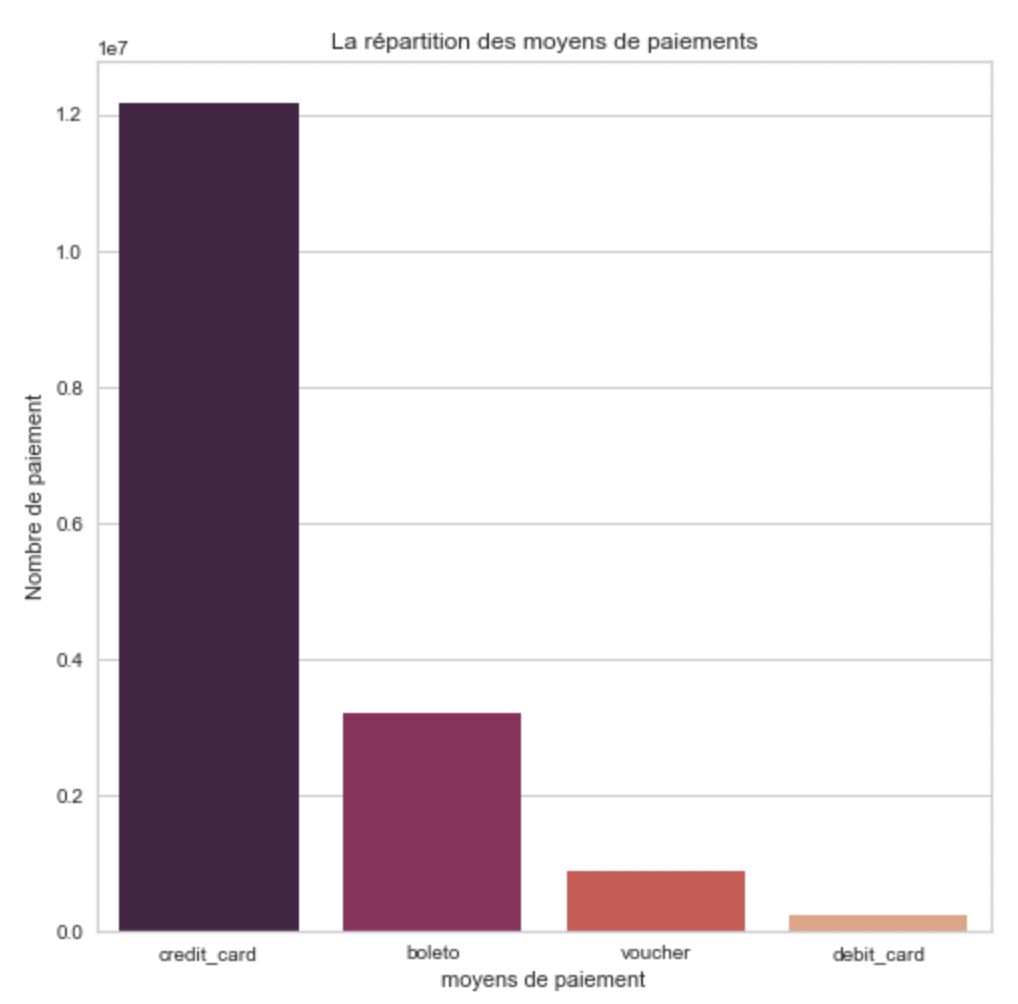 La répartition des moyens de paiements
1e7
1.2
1.0
0.8
0.6
0.4
0.2
0.0
Nombre de paiement
credit_card
boleto
voucher
debit_card
moyens de paiement